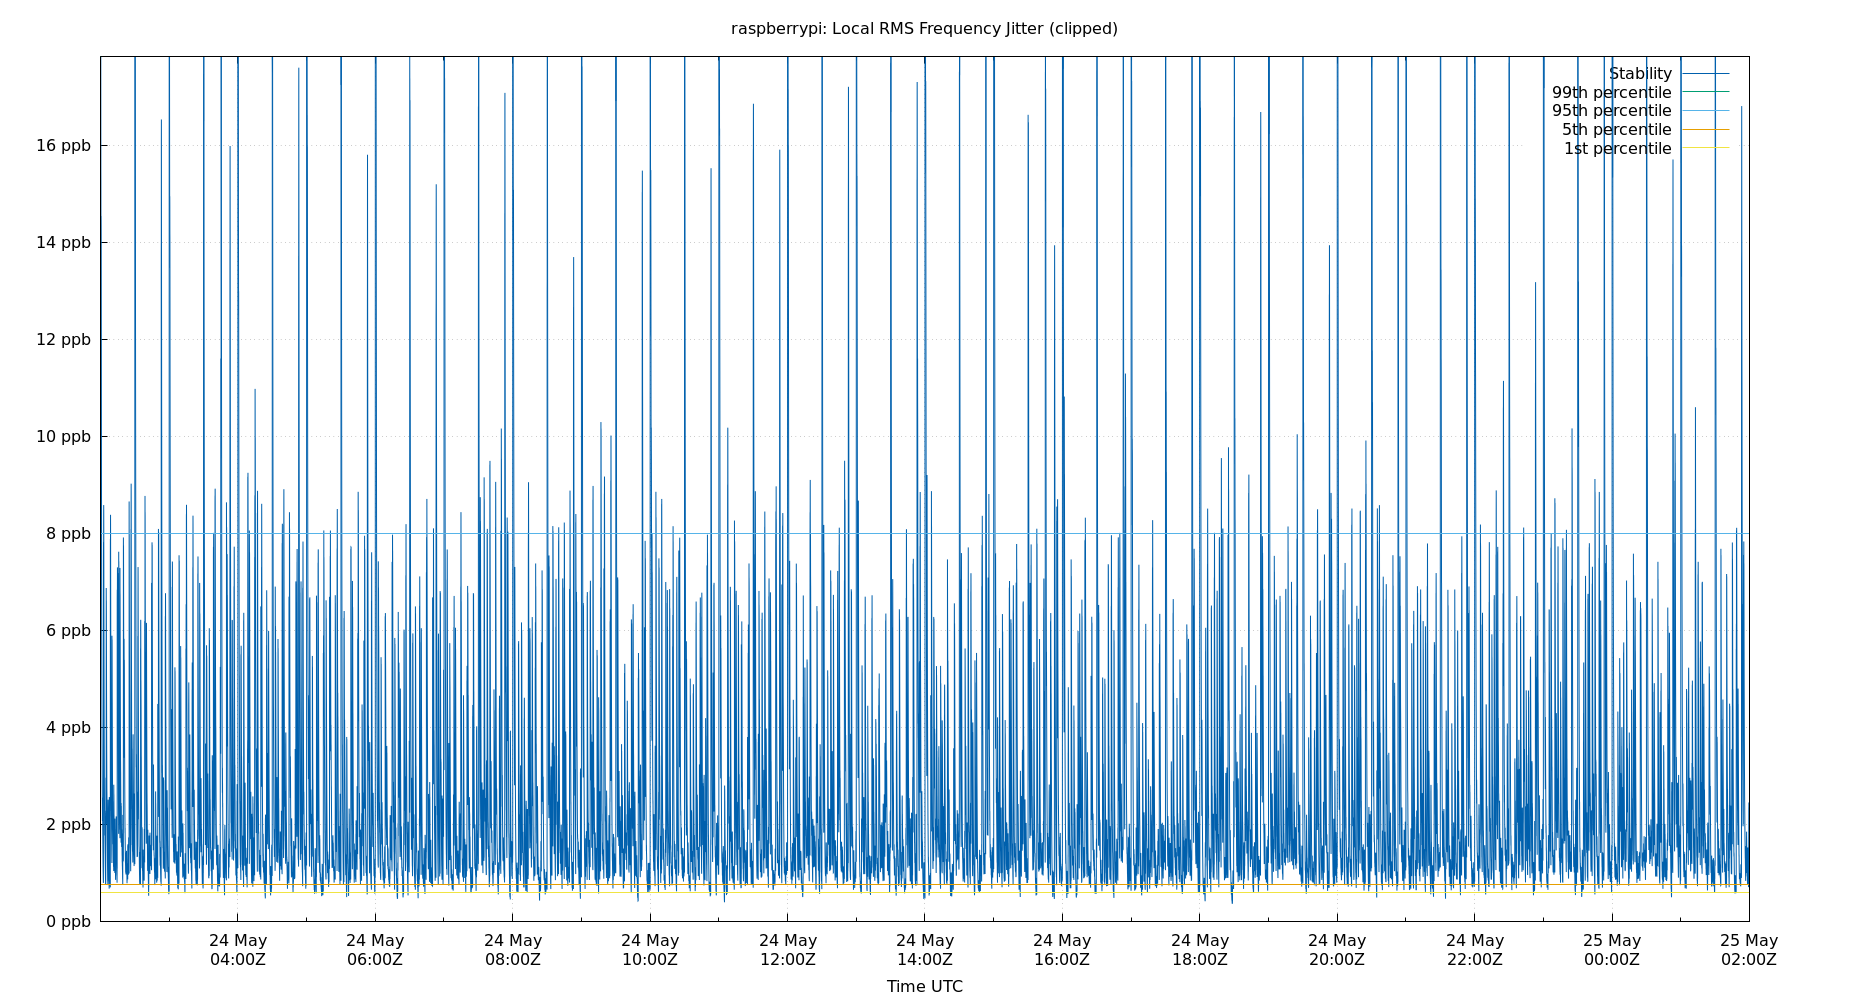 raspberrypi: Local RMS Frequency Jitter (clipped)
Stability
99th percentile
95th percentile
5th percentile
1st percentile
16 ppb
14 ppb
12 ppb
10 ppb
8 ppb
6 ppb
4 ppb
2 ppb
0 ppb
24 May 24 May 24 May 24 May 24 May 24 May 24 May 24 May 24 May 24 May 25 May 25 May
04:00Z 06:00Z 08:00Z 10:00Z 12:00Z 14:00Z 16:00Z 18:00Z 20:00Z 22:00Z 00:00Z 02:00Z
Time UTC